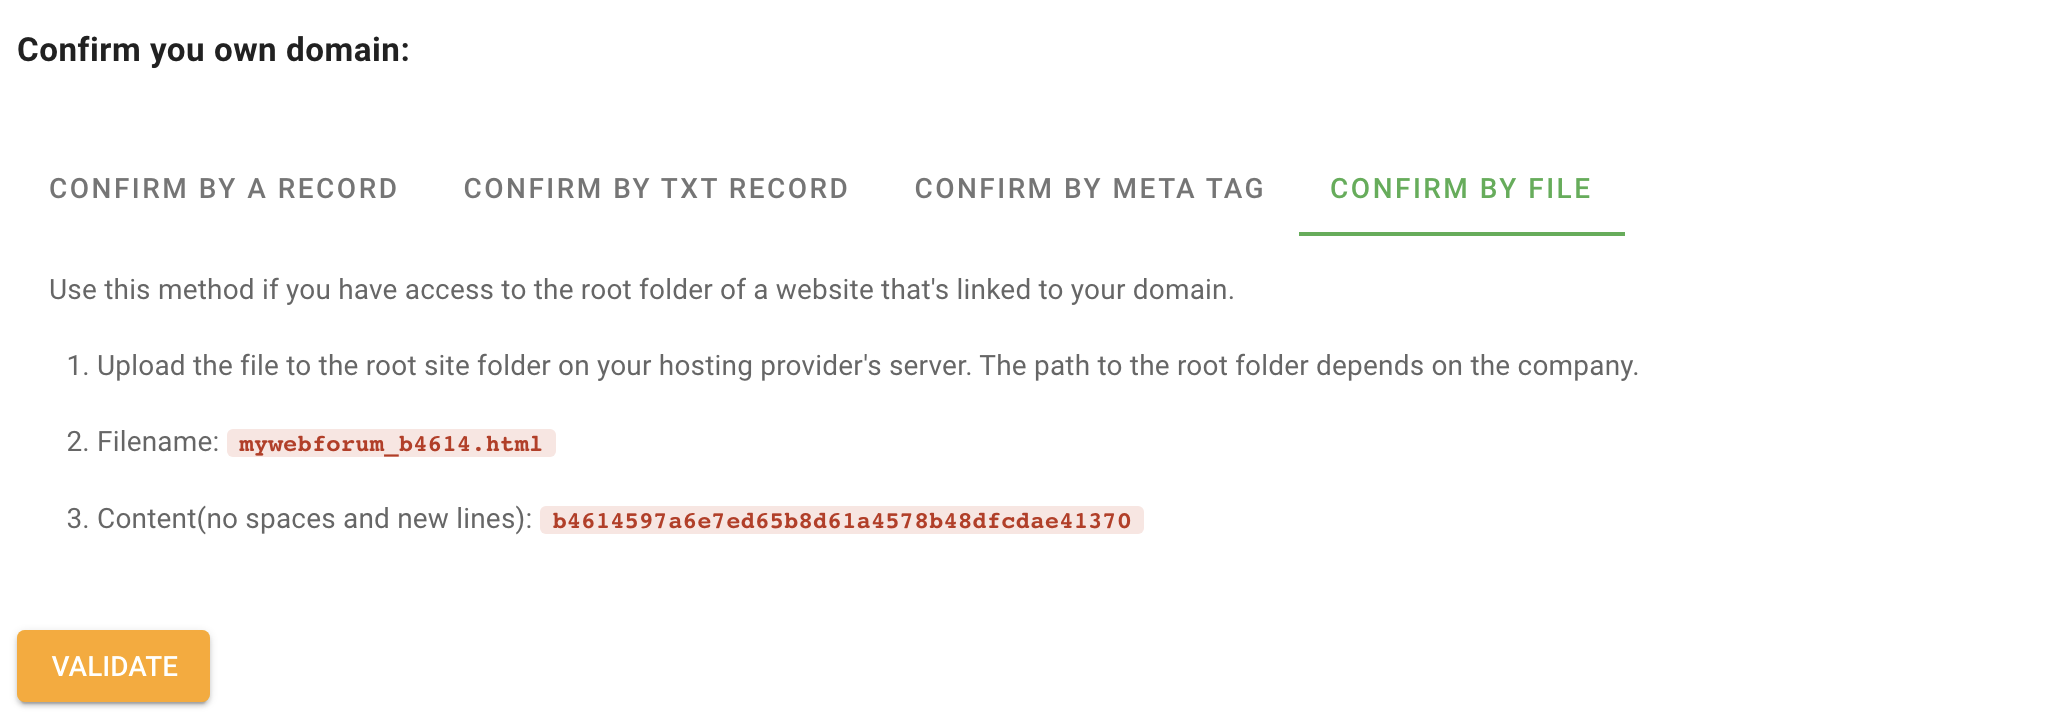 Confirm you own domain:
CONFIRM BY A RECORD CONFIRM BY TXT RECORD CONFIRM BY META TAG CONFIRM BY FILE
Use this method if you have access to the root folder of a website that's linked to your domain.
1. Upload the file to the root site folder on your hosting provider's server. The path to the root folder depends on the company.
2. Filename: mywebforum_b4614.html
3. Content(no spaces and new lines): b4614597a6e7ed65b8d61a4578b48dfcdae41370
VALIDATE